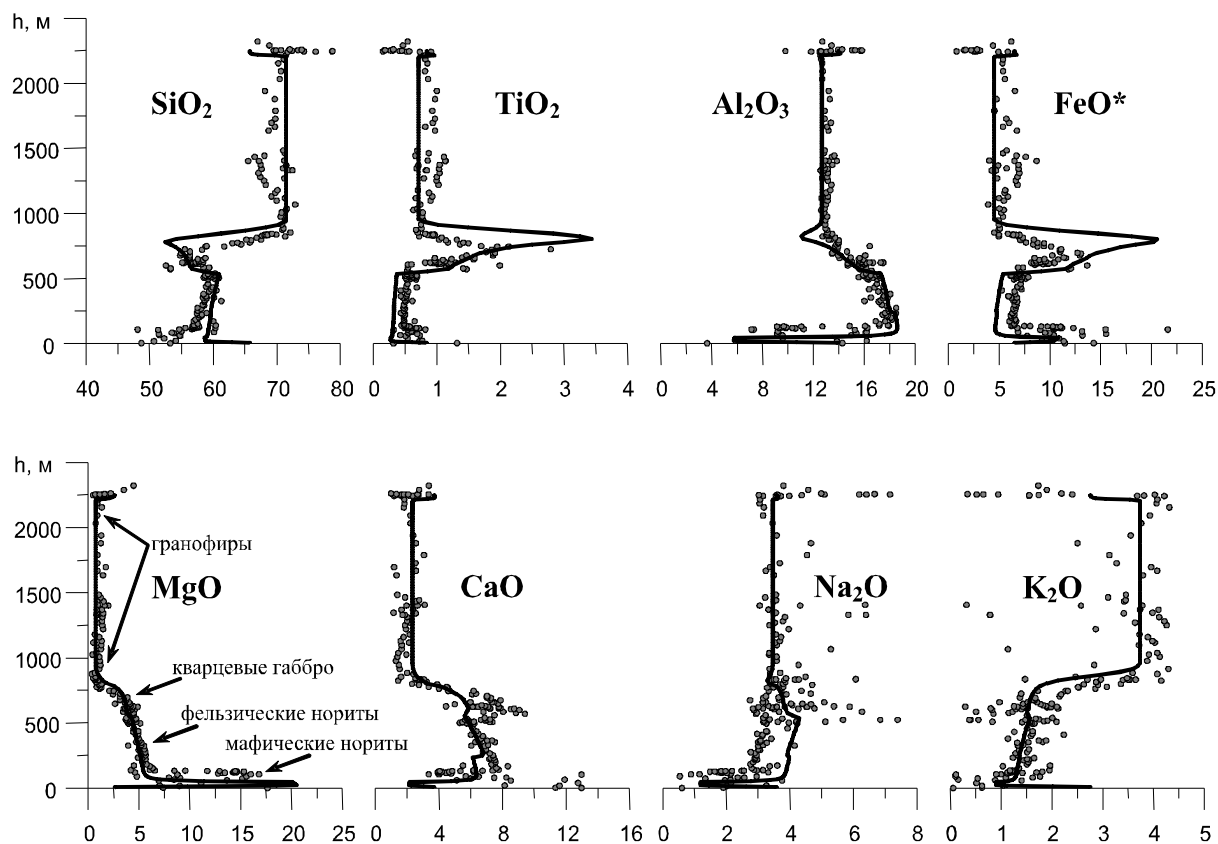 h, м
2000
1500
1000
500
0
SiO₂
TiO₂
Al₂O₃
FeO*
40 50 60 70 80
0 1 2 3 4
0 4 8 12 16 20
0 5 10 15 20 25
h, м
2000
1500
1000
500
0
гранофиры
MgO
CaO
Na₂O
K₂O
кварцевые габбро
фельзические нориты
мафические нориты
0 5 10 15 20 25
0 4 8 12 16
0 2 4 6 8
0 1 2 3 4 5